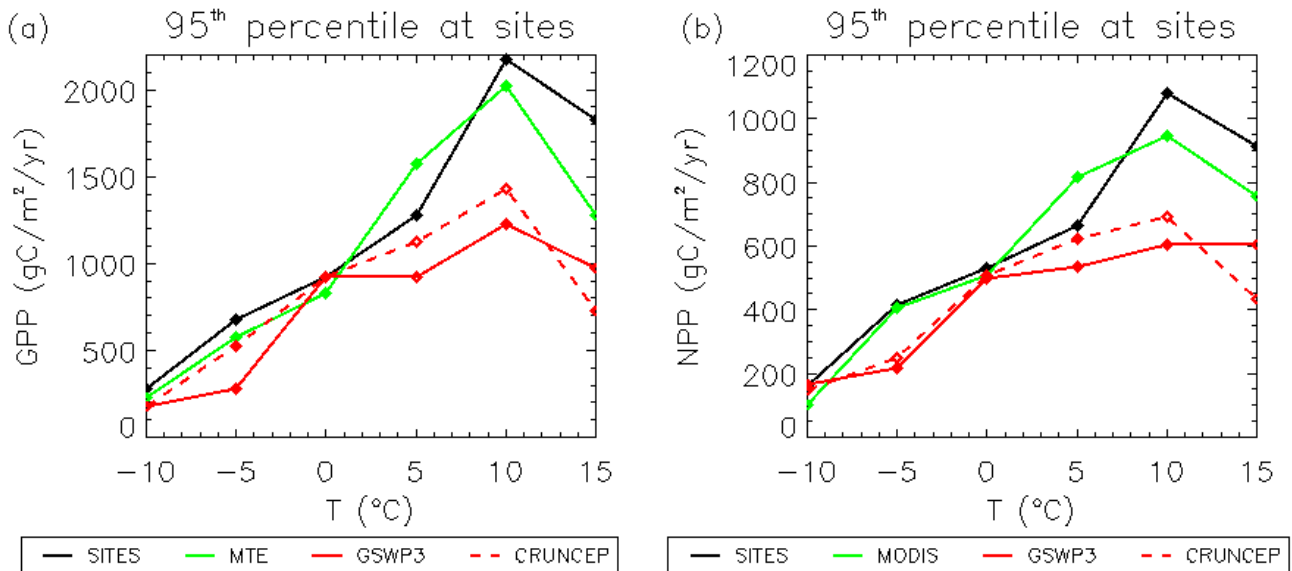 (a) 95th percentile at sites
GPP (gC/m²/yr)
2000
1500
1000
500
0
−10 −5 0 5 10 15
T (°C)
SITES MTE GSWP3 CRUNCEP
(b) 95th percentile at sites
NPP (gC/m²/yr)
1200
1000
800
600
400
200
0
−10 −5 0 5 10 15
T (°C)
SITES MODIS GSWP3 CRUNCEP